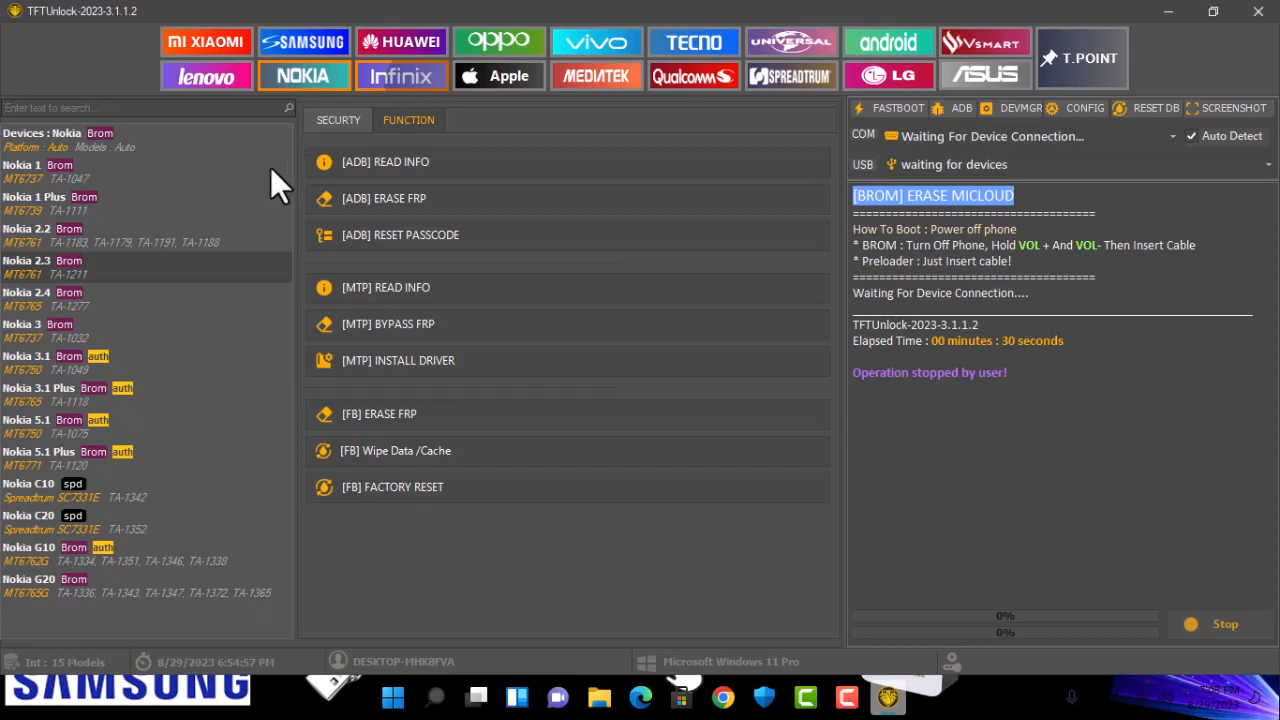 TFTUnlock-2023-3.1.1.2
MI XIAOMI SAMSUNG HUAWEI oppo vivo TECNO UNIVERSAL android VSMART T.POINT
lenovo NOKIA Infinix Apple MEDIATEK Qualcomm SPREADTRUM LG ASUS
Enter text to search...
SECURTY FUNCTION
FASTBOOT ADB DEVMGR CONFIG RESET DB SCREENSHOT
Devices : Nokia Brom
Platform : Auto Models : Auto
Nokia 1 Brom
MT6737 TA-1047
Nokia 1 Plus Brom
MT6739 TA-1111
Nokia 2.2 Brom
MT6761 TA-1183, TA-1179, TA-1191, TA-1188
Nokia 2.3 Brom
MT6761 TA-1211
Nokia 2.4 Brom
MT6765 TA-1277
Nokia 3 Brom
MT6737 TA-1032
Nokia 3.1 Brom auth
MT6750 TA-1049
Nokia 3.1 Plus Brom auth
MT6765 TA-1118
Nokia 5.1 Brom auth
MT6750 TA-1075
Nokia 5.1 Plus Brom auth
MT6771 TA-1120
Nokia C10 spd
Spreadtrum SC7331E TA-1342
Nokia C20 spd
Spreadtrum SC7331E TA-1352
Nokia G10 Brom auth
MT6762G TA-1334, TA-1351, TA-1346, TA-1338
Nokia G20 Brom
MT6765G TA-1336, TA-1343, TA-1347, TA-1372, TA-1365
[ADB] READ INFO
[ADB] ERASE FRP
[ADB] RESET PASSCODE
[MTP] READ INFO
[MTP] BYPASS FRP
[MTP] INSTALL DRIVER
[FB] ERASE FRP
[FB] Wipe Data /Cache
[FB] FACTORY RESET
COM Waiting For Device Connection... Auto Detect
USB waiting for devices
[BROM] ERASE MICLOUD
=====================================
How To Boot : Power off phone
* BROM : Turn Off Phone, Hold VOL + And VOL- Then Insert Cable
* Preloader : Just Insert cable!
=====================================
Waiting For Device Connection....
TFTUnlock-2023-3.1.1.2
Elapsed Time : 00 minutes : 30 seconds
Operation stopped by user!
0%
0%
Stop
Int : 15 Models 8/29/2023 6:54:57 PM DESKTOP-MHK8FVA Microsoft Windows 11 Pro
SAMSUNG
8/29/2023